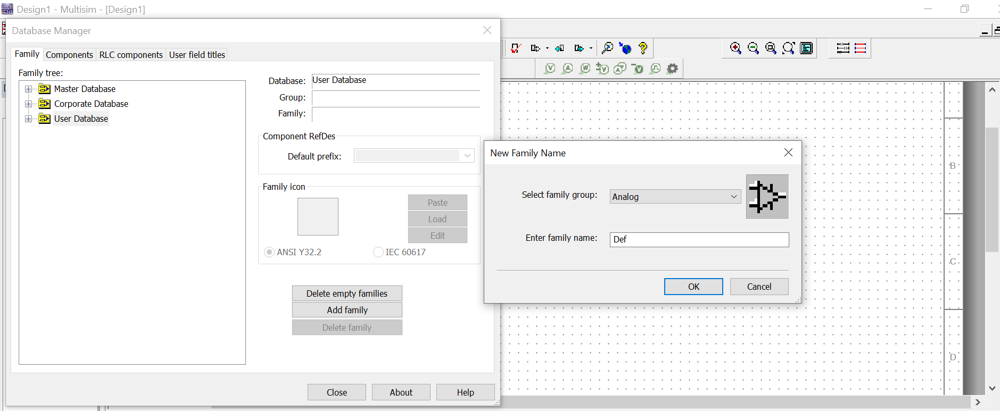 Design1 - Multisim - [Design1]
Database Manager
Family
Components
RLC components
User field titles
Family tree:
Master Database
Corporate Database
User Database
Database:
User Database
Group:
Family:
Component RefDes
Default prefix:
Family icon
Paste
Load
Edit
ANSI Y32.2
IEC 60617
Delete empty families
Add family
Delete family
Close
About
Help
New Family Name
Select family group:
Analog
Enter family name:
Def
OK
Cancel
V
A
W
V
AV
V
B
C
D